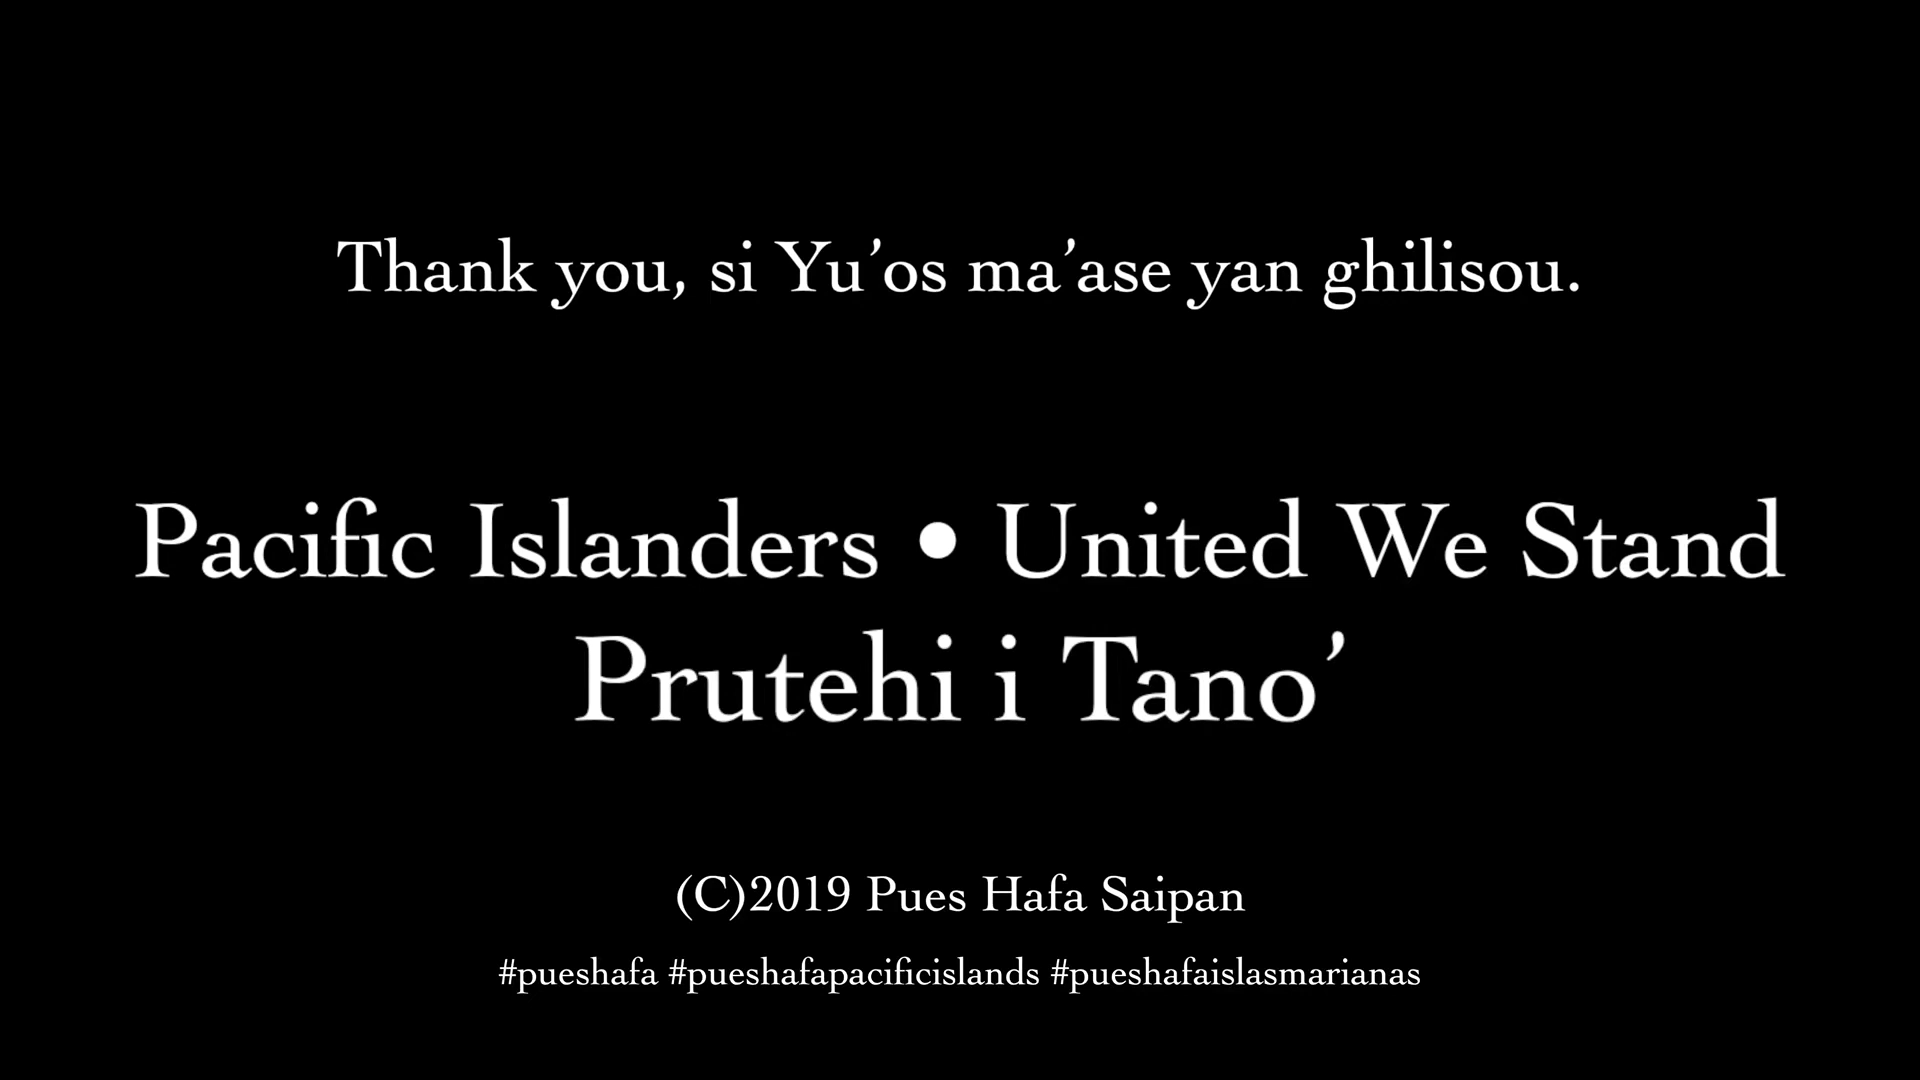 Thank you, si Yu’os ma’ase yan ghilisou.
Pacific Islanders • United We Stand
Prutehi i Tano’
(C)2019 Pues Hafa Saipan
#pueshafa #pueshafapacificislands #pueshafaislasmarianas